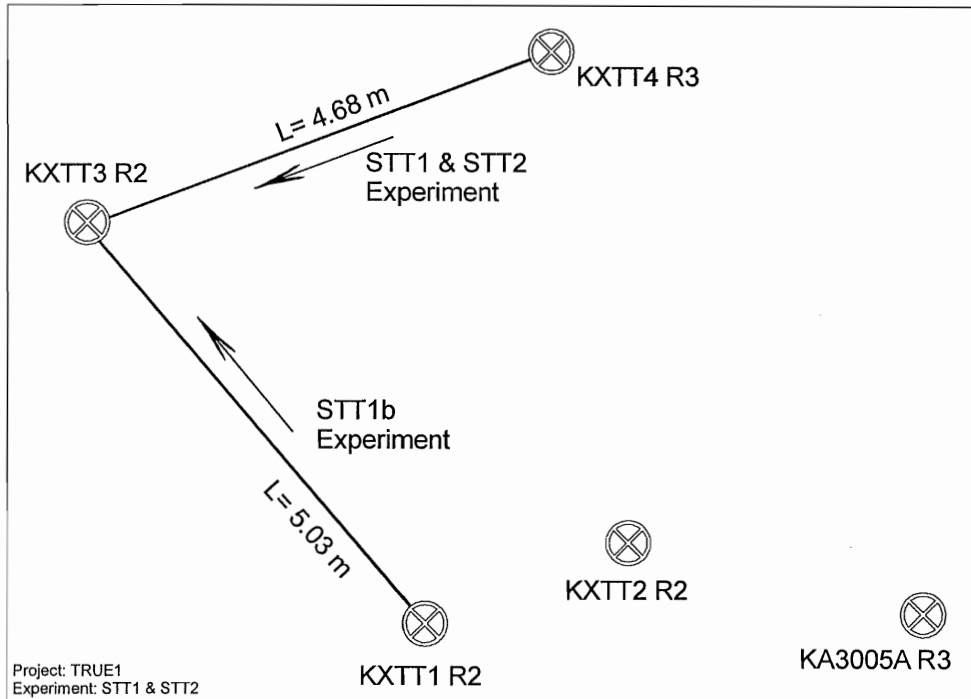 KXTT4 R3
L= 4.68 m
STT1 & STT2
Experiment
KXTT3 R2
STT1b
Experiment
L= 5.03 m
KXTT2 R2
KXTT1 R2
KA3005A R3
Project: TRUE1
Experiment: STT1 & STT2